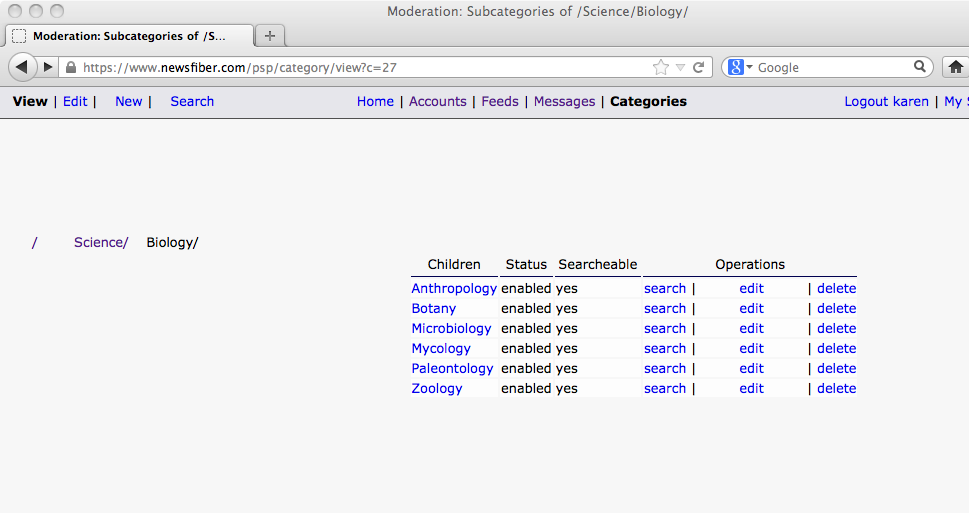 Moderation: Subcategories of /Science/Biology/
Moderation: Subcategories of /S...
https://www.newsfiber.com/psp/category/view?c=27
Google
View | Edit | New | Search Home | Accounts | Feeds | Messages | Categories Logout karen | My S
/ Science/ Biology/
Children Status Searcheable Operations
Anthropology enabled yes search | edit | delete
Botany enabled yes search | edit | delete
Microbiology enabled yes search | edit | delete
Mycology enabled yes search | edit | delete
Paleontology enabled yes search | edit | delete
Zoology enabled yes search | edit | delete